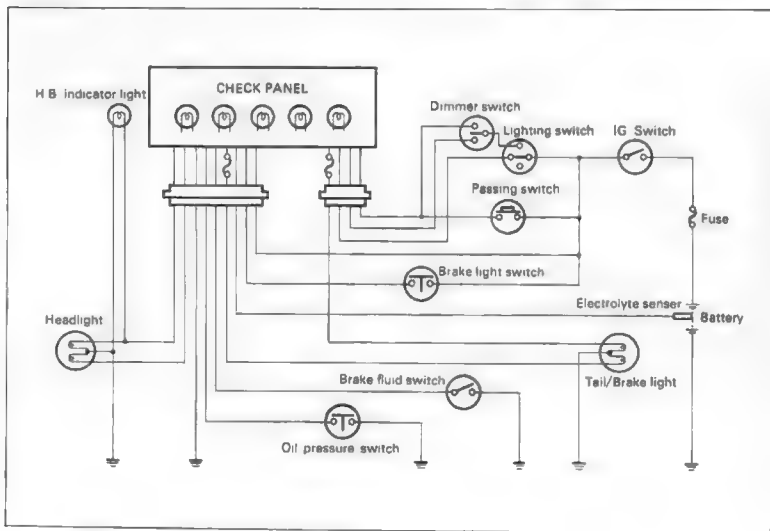 CHECK PANEL
H B indicator light
Dimmer switch
Lighting switch
IG Switch
Passing switch
Fuse
Brake light switch
Electrolyte senser
Battery
Headlight
Tail/Brake light
Brake fluid switch
Oil pressure switch